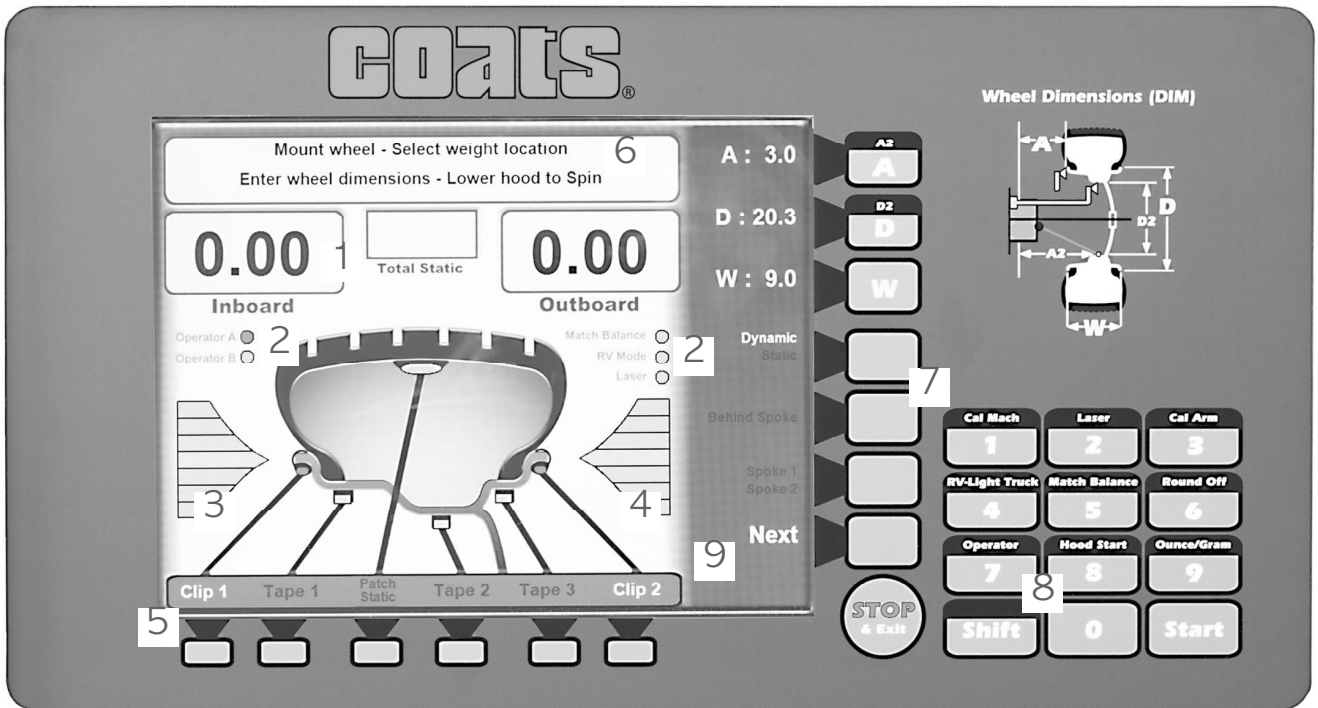 coats®
Wheel Dimensions (DIM)
A
D
D2
A2
W
Mount wheel - Select weight location
Enter wheel dimensions - Lower hood to Spin
6
0.00
Inboard
1
Total Static
0.00
Outboard
Operator A
Operator B
2
Match Balance
RV Mode
Laser
2
3
4
Clip 1
Tape 1
Patch
Static
Tape 2
Tape 3
Clip 2
5
A : 3.0
D : 20.3
W : 9.0
Dynamic
Static
Behind Spoke
Spoke 1
Spoke 2
Next
9
A2
A
D2
D
W
7
STOP
& Exit
Cal Mach
1
Laser
2
Cal Arm
3
RV-Light Truck
4
Match Balance
5
Round Off
6
Operator
7
Hood Start
8
Ounce/Gram
9
8
Shift
0
Start